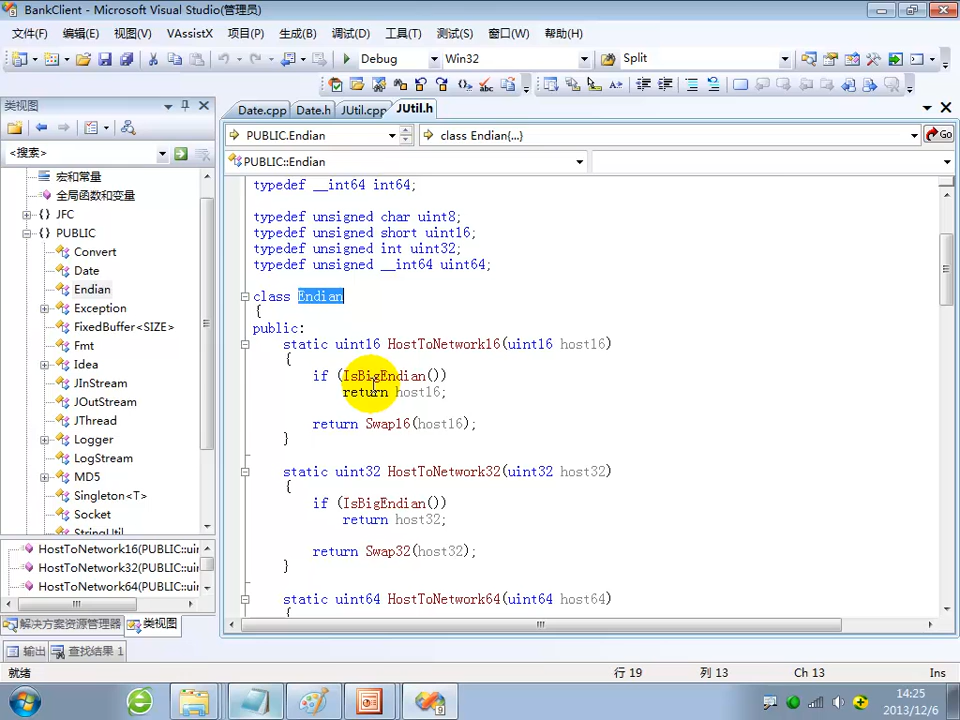 BankClient - Microsoft Visual Studio(管理员)
文件(F) 编辑(E) 视图(V) VAssistX 项目(P) 生成(B) 调试(D) 工具(T) 测试(S) 窗口(W) 帮助(H)
Debug Win32 Split
类视图
Date.cpp Date.h JUtil.cpp JUtil.h
PUBLIC.Endian class Endian{...} Go
<搜索>
PUBLIC::Endian
宏和常量
全局函数和变量
JFC
PUBLIC
Convert
Date
Endian
Exception
FixedBuffer<SIZE>
Fmt
Idea
JInStream
JOutStream
JThread
Logger
LogStream
MD5
Singleton<T>
Socket
StringUtil
HostToNetwork16(PUBLIC::uin
HostToNetwork32(PUBLIC::uin
HostToNetwork64(PUBLIC::uin
解决方案资源管理器 类视图
typedef __int64 int64;
typedef unsigned char uint8;
typedef unsigned short uint16;
typedef unsigned int uint32;
typedef unsigned __int64 uint64;
class Endian
{
public:
static uint16 HostToNetwork16(uint16 host16)
{
if (IsBigEndian())
return host16;
return Swap16(host16);
}
static uint32 HostToNetwork32(uint32 host32)
{
if (IsBigEndian())
return host32;
return Swap32(host32);
}
static uint64 HostToNetwork64(uint64 host64)
{
输出 查找结果 1
就绪 行 19 列 13 Ch 13 Ins
14:25
2013/12/6